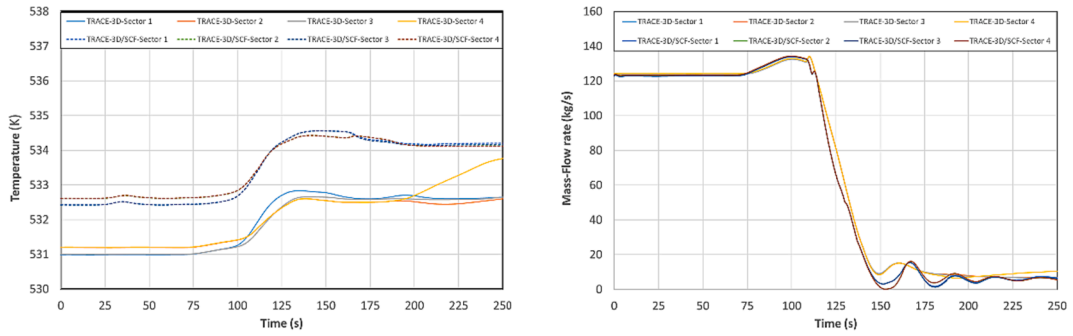 TRACE-3D-Sector 1 TRACE-3D-Sector 2 TRACE-3D-Sector 3 TRACE-3D-Sector 4
TRACE-3D/SCF-Sector 1 TRACE-3D/SCF-Sector 2 TRACE-3D/SCF-Sector 3 TRACE-3D/SCF-Sector 4
538
537
536
535
534
533
532
531
530
Temperature (K)
0 25 50 75 100 125 150 175 200 225 250
Time (s)
TRACE-3D-Sector 1 TRACE-3D-Sector 2 TRACE-3D-Sector 3 TRACE-3D-Sector 4
TRACE-3D/SCF-Sector 1 TRACE-3D/SCF-Sector 2 TRACE-3D/SCF-Sector 3 TRACE-3D/SCF-Sector 4
160
140
120
100
80
60
40
20
0
Mass-Flow rate (kg/s)
0 25 50 75 100 125 150 175 200 225 250
Time (s)